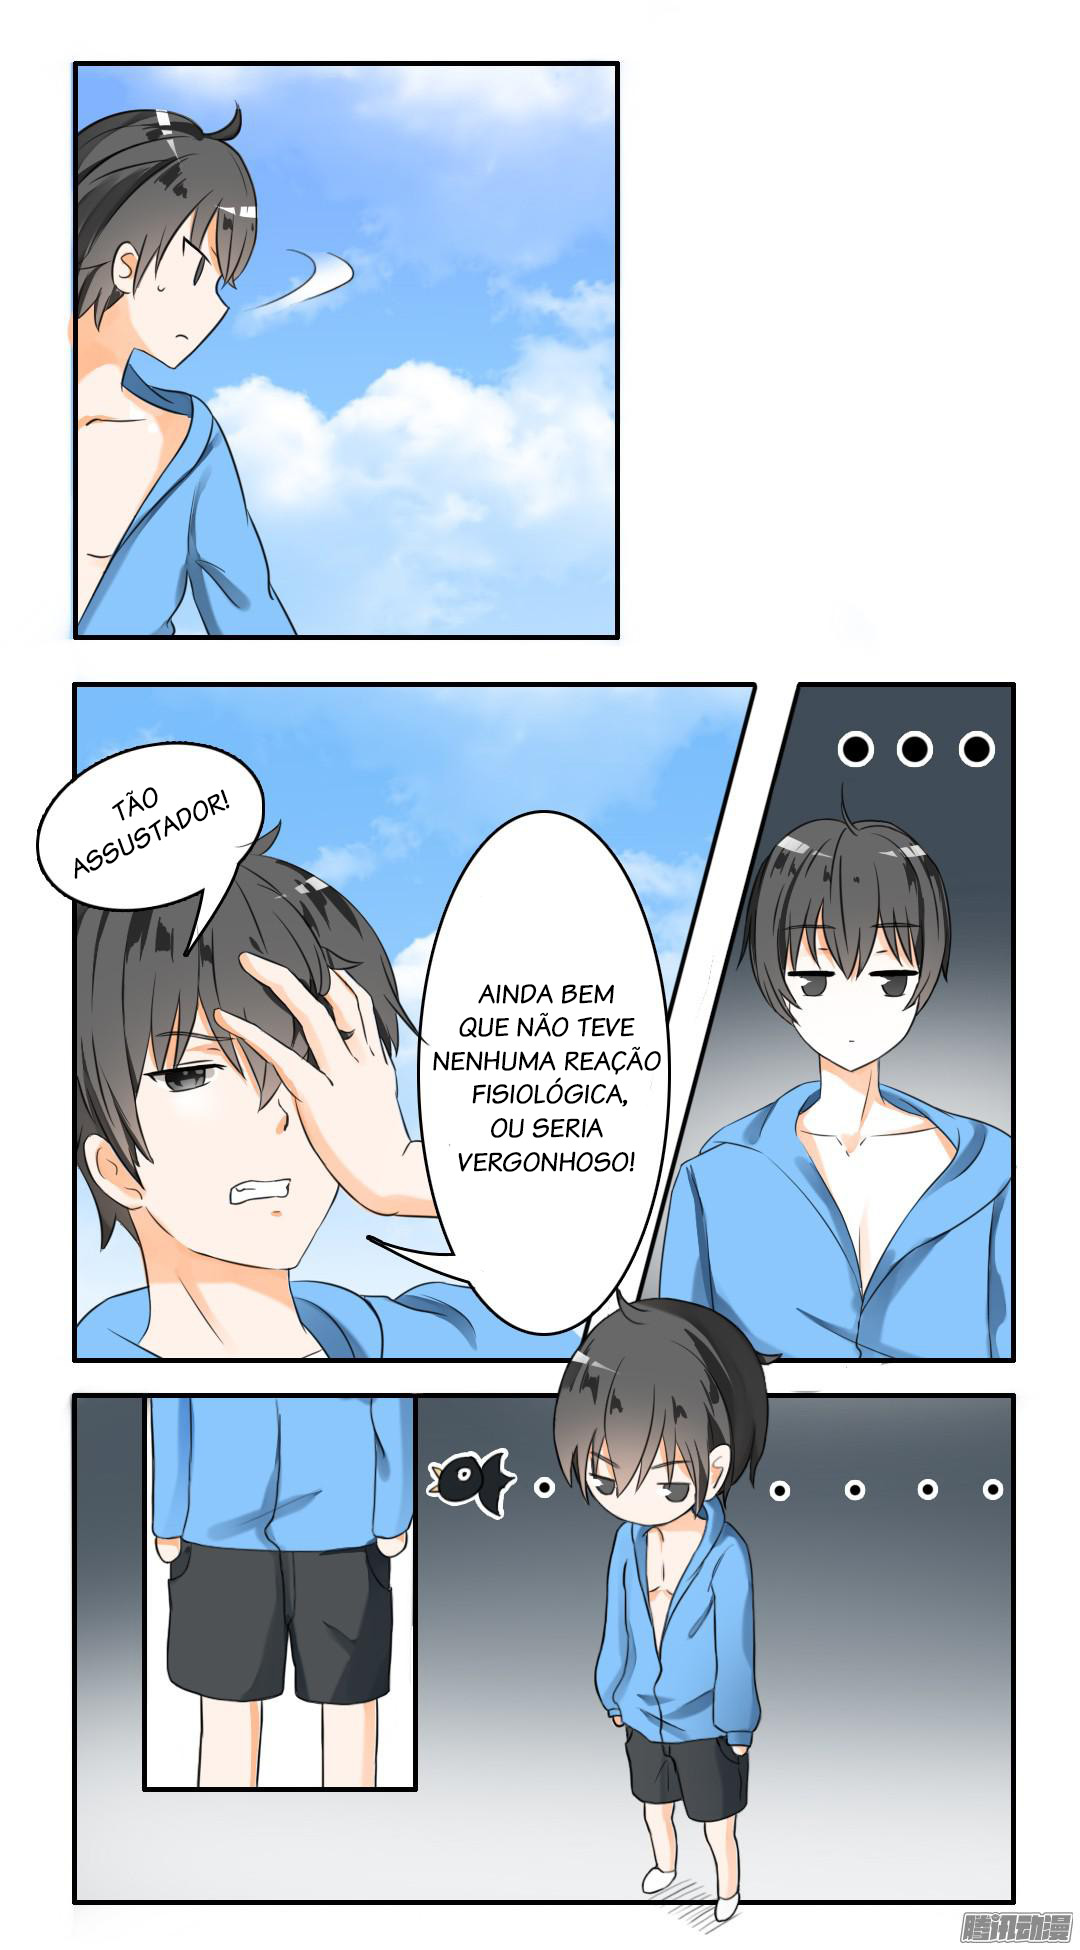 TÃO
ASSUSTADOR!
AINDA BEM
QUE NÃO TEVE
NENHUMA REAÇÃO
FISIOLÓGICA,
OU SERIA
VERGONHOSO!
腾讯动漫